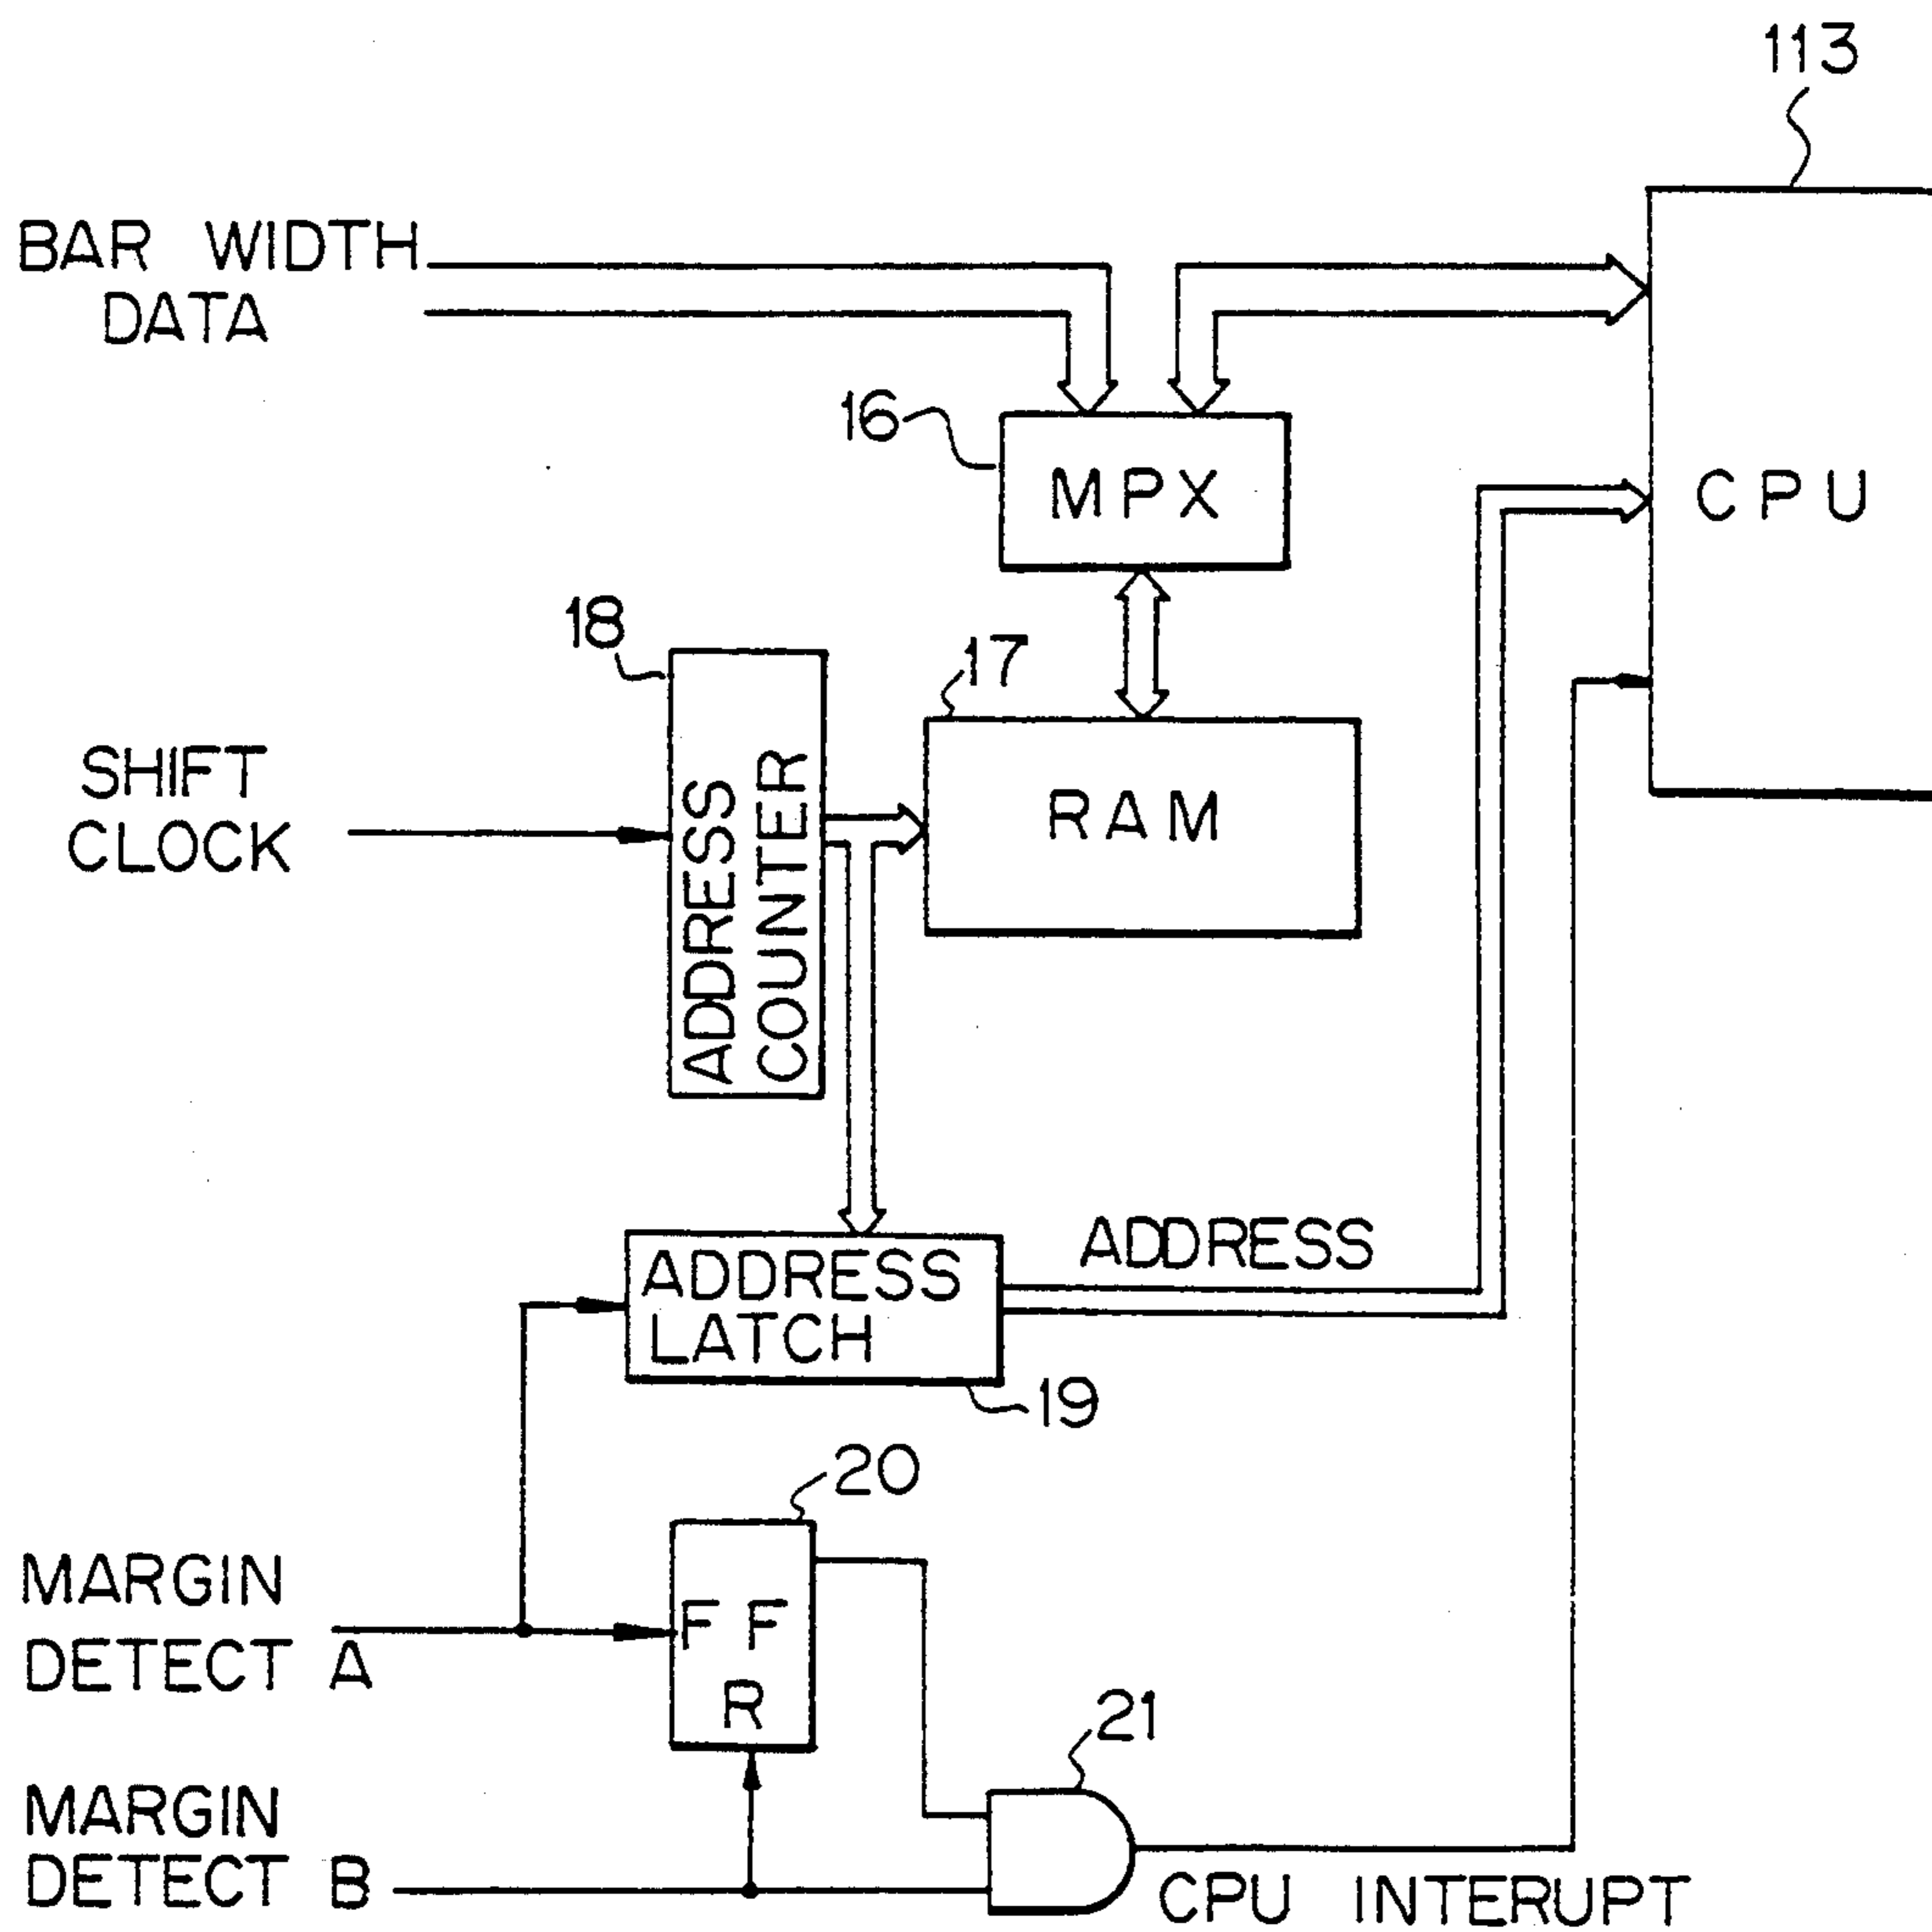 113
BAR WIDTH
DATA
16
MPX
CPU
18
17
SHIFT
CLOCK
ADDRESS
COUNTER
RAM
ADDRESS
LATCH
ADDRESS
19
20
MARGIN
DETECT A
F F
R
21
MARGIN
DETECT B
CPU INTERUPT